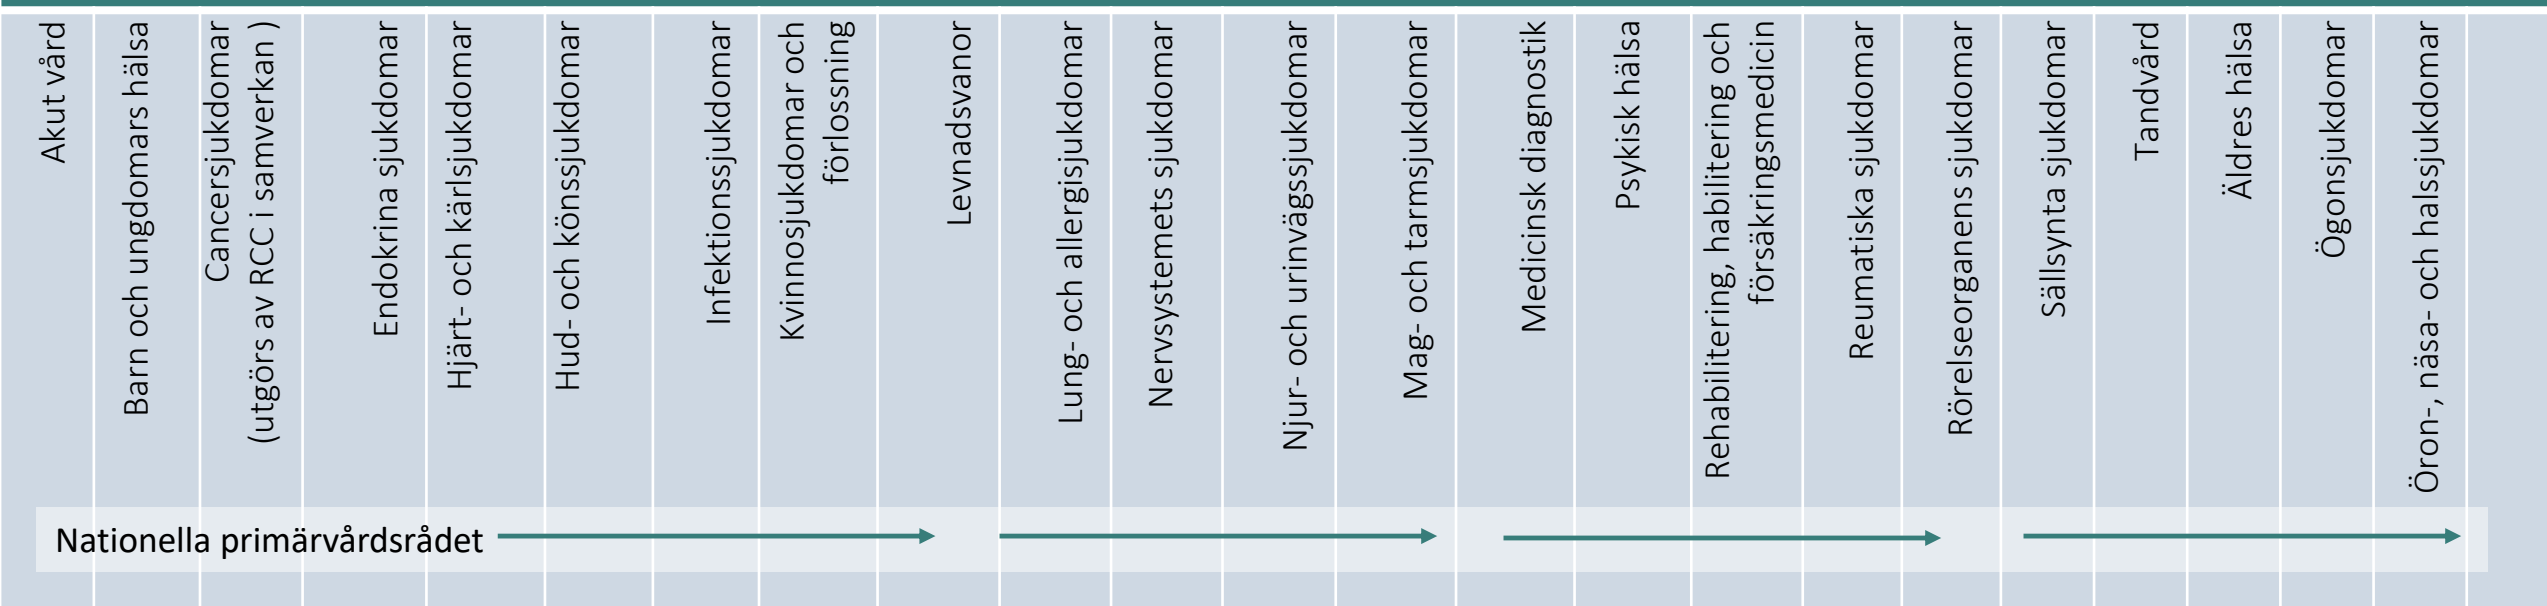 Akut vård
Barn och ungdomars hälsa
Cancersjukdomar
(utgörs av RCC i samverkan )
Endokrina sjukdomar
Hjärt- och kärlsjukdomar
Hud- och könssjukdomar
Infektionssjukdomar
Kvinnosjukdomar och
förlossning
Levnadsvanor
Lung- och allergisjukdomar
Nervsystemets sjukdomar
Njur- och urinvägssjukdomar
Mag- och tarmsjukdomar
Medicinsk diagnostik
Psykisk hälsa
Rehabilitering, habilitering och
försäkringsmedicin
Reumatiska sjukdomar
Rörelseorganens sjukdomar
Sällsynta sjukdomar
Tandvård
Äldres hälsa
Ögonsjukdomar
Öron-, näsa- och halssjukdomar
Nationella primärvårdsrådet